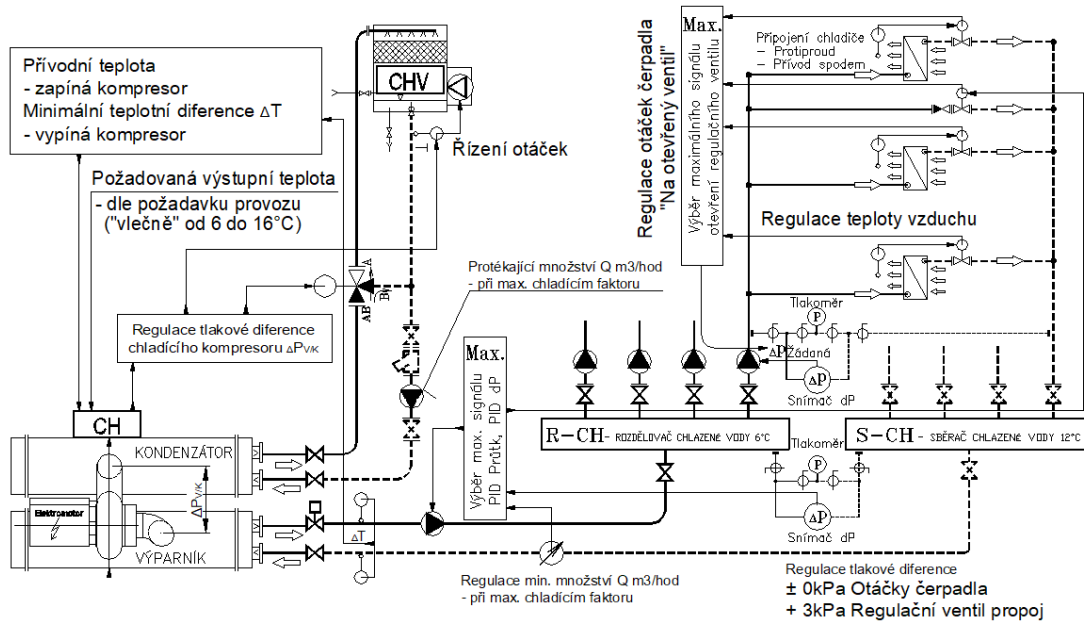 Přívodní teplota
- zapíná kompresor
Minimální teplotní diference ΔT
- vypíná kompresor
Požadovaná výstupní teplota
- dle požadavku provozu
("vlečně" od 6 do 16°C)
CHV
Řízení otáček
A
B
AB
Regulace tlakové diference
chladícího kompresoru ΔPV/K
Protékající množství Q m3/hod
- při max. chladícím faktoru
CH
KONDENZÁTOR
ΔPV/K
Elektromotor
VÝPARNÍK
ΔT
Max.
Výběr max. signálu
PID Průtk, PID dP
Regulace min. množství Q m3/hod
- při max. chladícím faktoru
Regulace otáček čerpadla
"Na otevřený ventil"
Max.
Výběr maximálního signálu
otevření regulačního ventilu
Připojení chladiče
- Protiproud
- Přívod spodem
Regulace teploty vzduchu
Tlakoměr
P
ΔPŽádaná
ΔP
Snímač dP
R-CH- ROZDĚLOVAČ CHLAZENÉ VODY 6°C
S-CH- SBĚRAČ CHLAZENÉ VODY 12°C
Tlakoměr
P
ΔP
Snímač dP
Regulace tlakové diference
± 0kPa Otáčky čerpadla
+ 3kPa Regulační ventil propoj